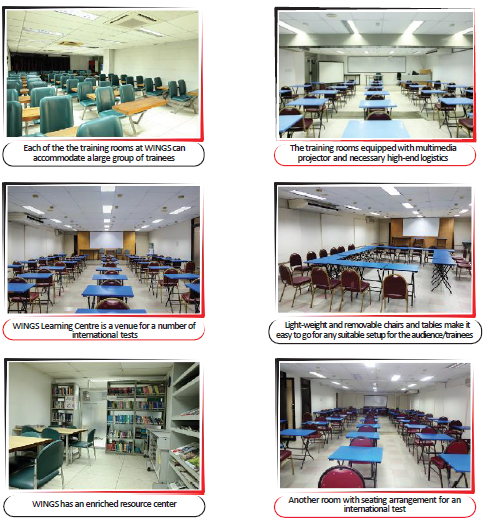 Each of the the training rooms at WINGS can
accommodate a large group of trainees
The training rooms equipped with multimedia
projector and necessary high-end logistics
WINGS Learning Centre is a venue for a number of
international tests
Light-weight and removable chairs and tables make it
easy to go for any suitable setup for the audience/trainees
WINGS has an enriched resource center
Another room with seating arrangement for an
international test